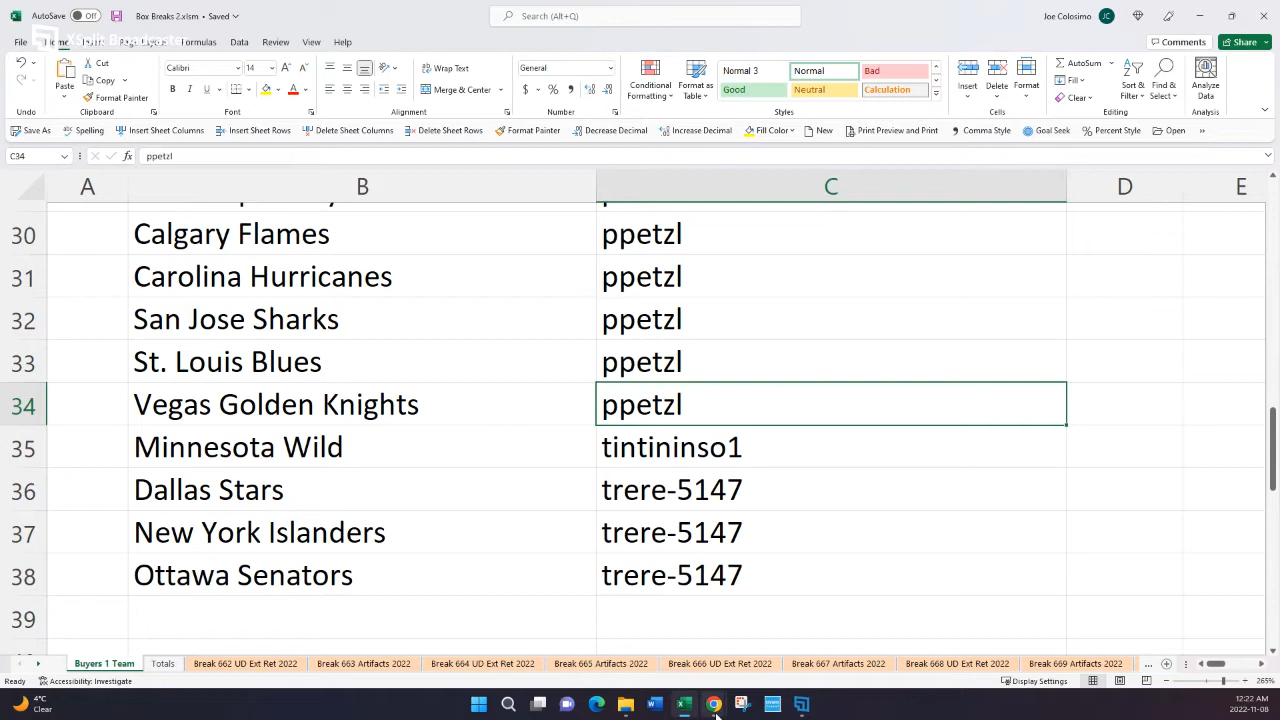 AutoSave Off Box Breaks 2.xlsm • Saved Search (Alt+Q) Joe Colosimo JC
XSplit Broadcaster
File Home Formulas Data Review View Help Comments Share
Paste Cut Copy Format Painter Calibri 14 B I U Wrap Text Merge & Center General $ % Conditional Formatting Format as Table Normal 3 Normal Bad Good Neutral Calculation Insert Delete Format AutoSum Fill Clear Sort & Filter Find & Select Analyze Data
Undo Clipboard Font Alignment Number Styles Cells Editing Analysis
Save As Spelling Insert Sheet Columns Insert Sheet Rows Delete Sheet Columns Delete Sheet Rows Format Painter Decrease Decimal Increase Decimal Fill Color New Print Preview and Print Comma Style Goal Seek Percent Style Open
C34 fx ppetzl
A B C D E
30 Calgary Flames ppetzl
31 Carolina Hurricanes ppetzl
32 San Jose Sharks ppetzl
33 St. Louis Blues ppetzl
34 Vegas Golden Knights ppetzl
35 Minnesota Wild tintininso1
36 Dallas Stars trere-5147
37 New York Islanders trere-5147
38 Ottawa Senators trere-5147
39
Buyers 1 Team Totals Break 662 UD Ext Ret 2022 Break 663 Artifacts 2022 Break 664 UD Ext Ret 2022 Break 665 Artifacts 2022 Break 666 UD Ext Ret 2022 Break 667 Artifacts 2022 Break 668 UD Ext Ret 2022 Break 669 Artifacts 2022 ...
Ready Accessibility: Investigate Display Settings 265%
4°C 12:22 AM
Clear 2022-11-08